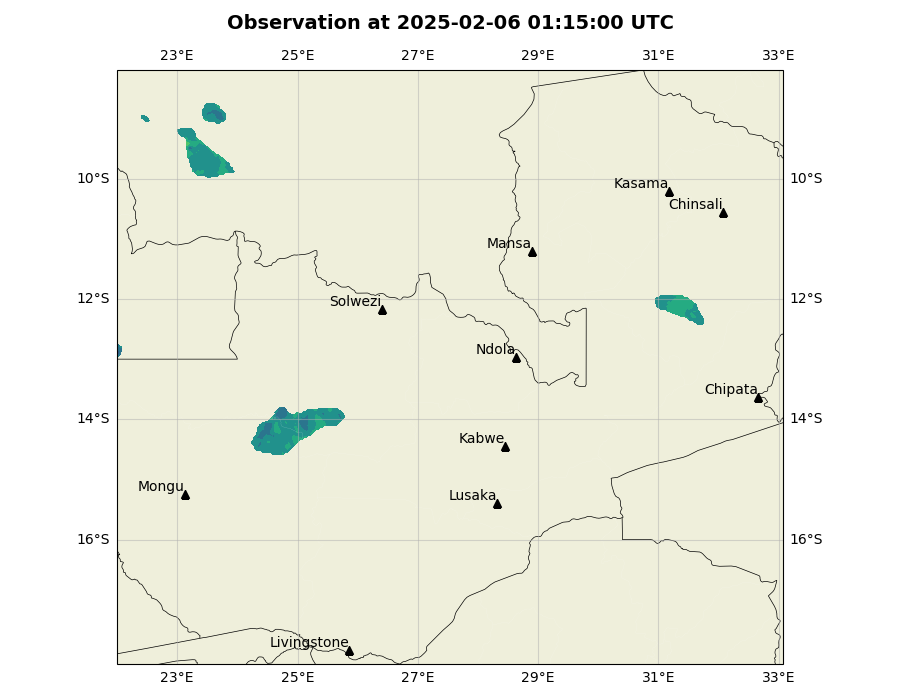 Observation at 2025-02-06 01:15:00 UTC
23°E 25°E 27°E 29°E 31°E 33°E
10°S 10°S
Kasama
Chinsali
Mansa
12°S 12°S
Solwezi
Ndola
Chipata
14°S 14°S
Kabwe
Mongu
Lusaka
16°S 16°S
Livingstone
23°E 25°E 27°E 29°E 31°E 33°E